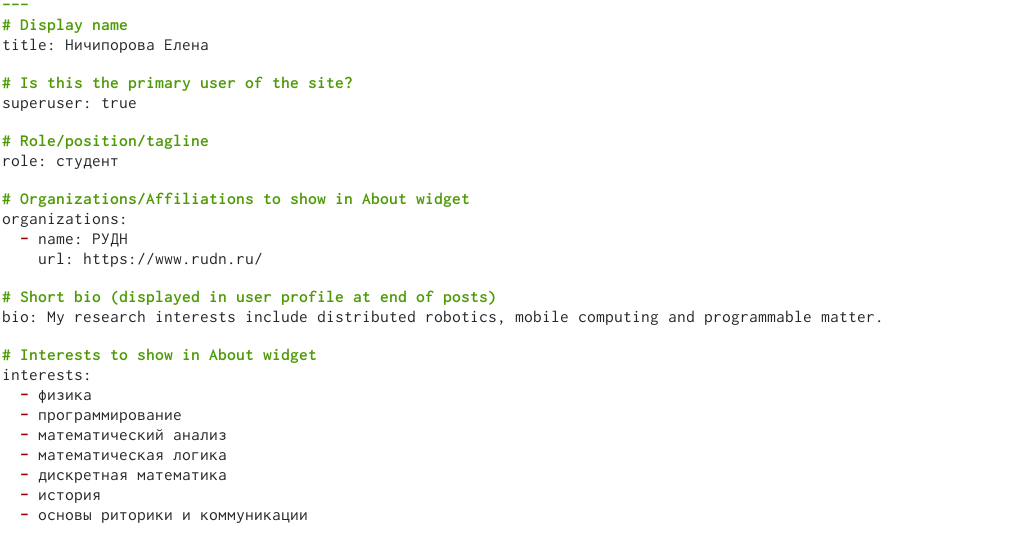 ---
# Display name
title: Ничипорова Елена
# Is this the primary user of the site?
superuser: true
# Role/position/tagline
role: студент
# Organizations/Affiliations to show in About widget
organizations:
- name: РУДН
url: https://www.rudn.ru/
# Short bio (displayed in user profile at end of posts)
bio: My research interests include distributed robotics, mobile computing and programmable matter.
# Interests to show in About widget
interests:
- физика
- программирование
- математический анализ
- математическая логика
- дискретная математика
- история
- основы риторики и коммуникации